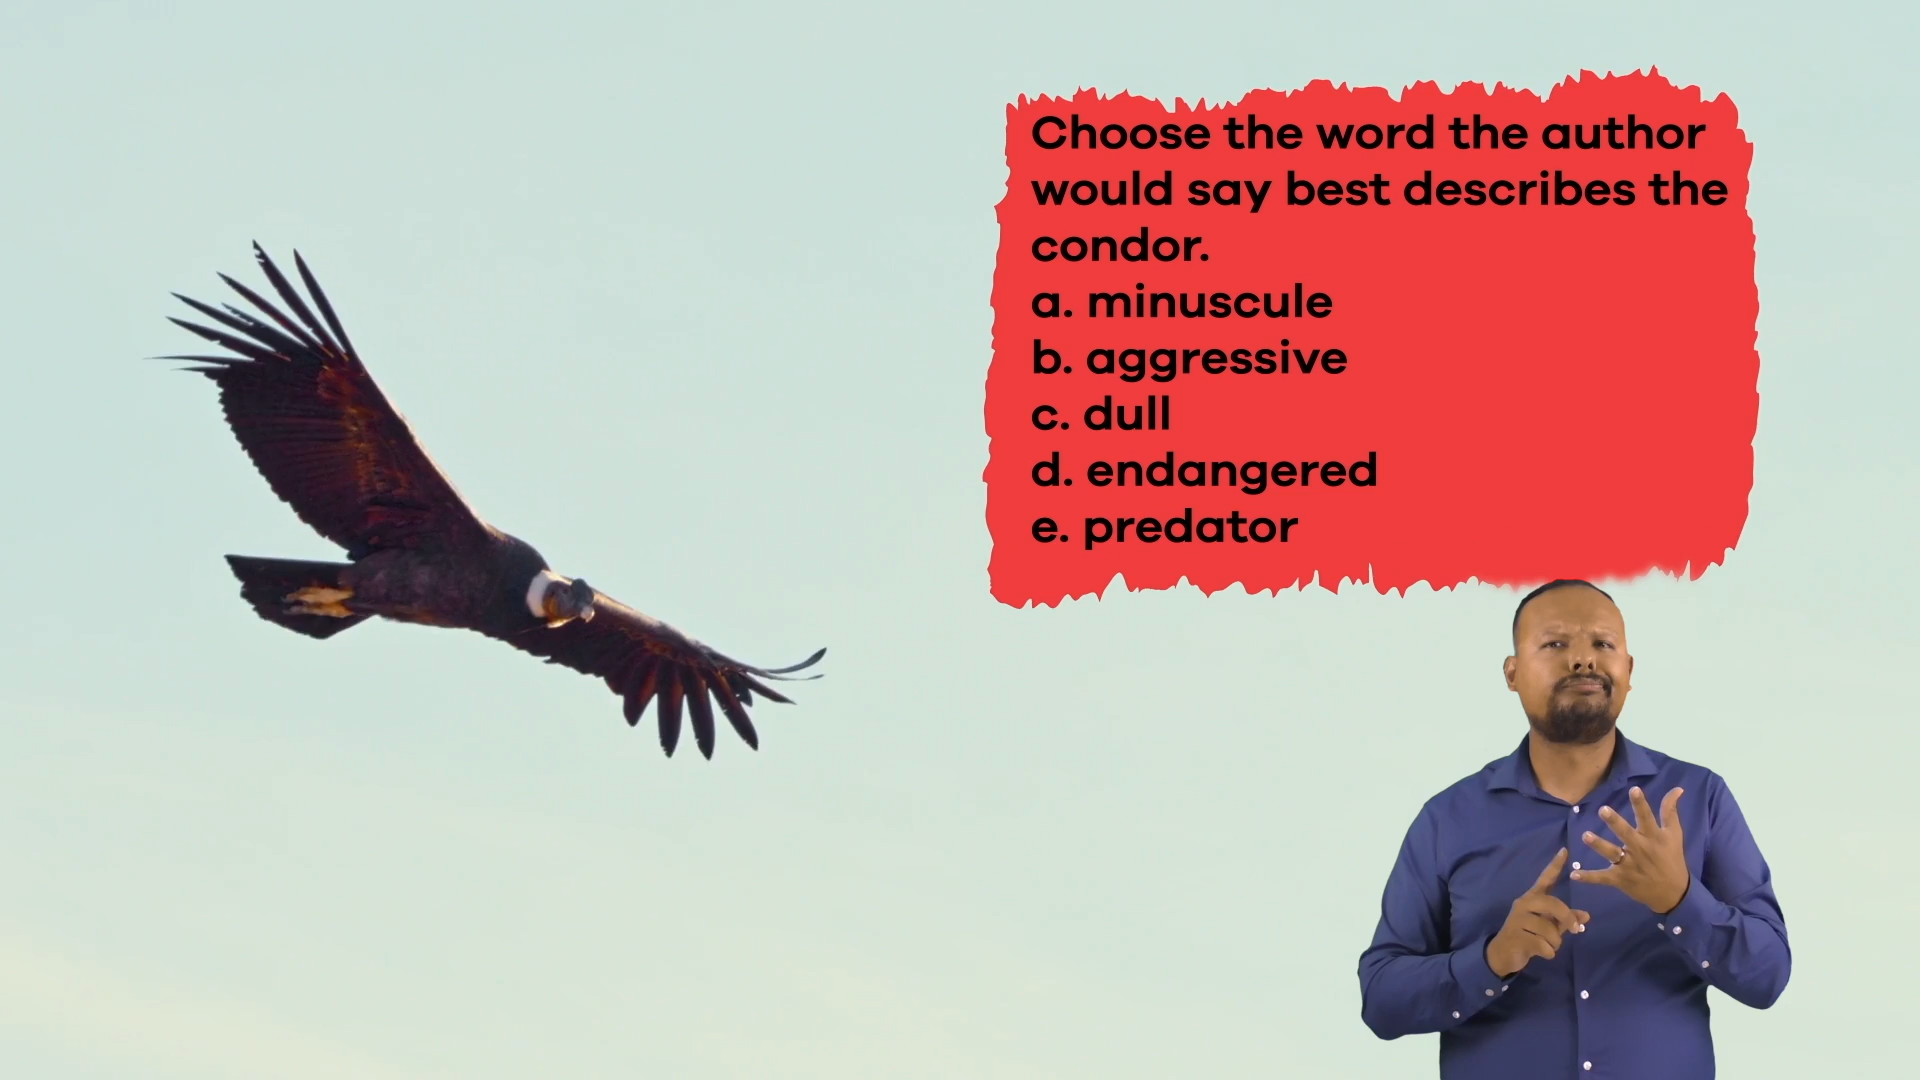 Choose the word the author
would say best describes the
condor.
a. minuscule
b. aggressive
c. dull
d. endangered
e. predator